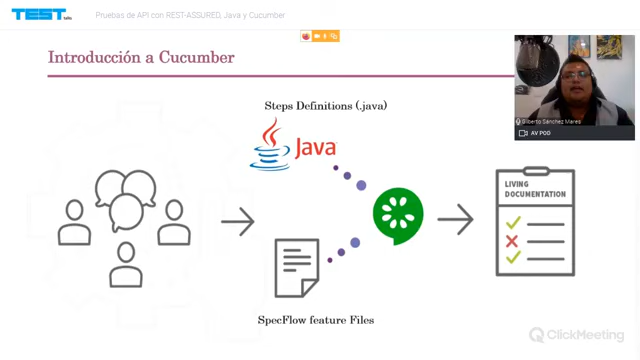 TEST
talks
Pruebas de API con REST-ASSURED, Java y Cucumber
Introducción a Cucumber
Gilberto Sánchez Mares
AV POD
Steps Definitions (.java)
Java
LIVING
DOCUMENTATION
SpecFlow feature Files
ClickMeeting